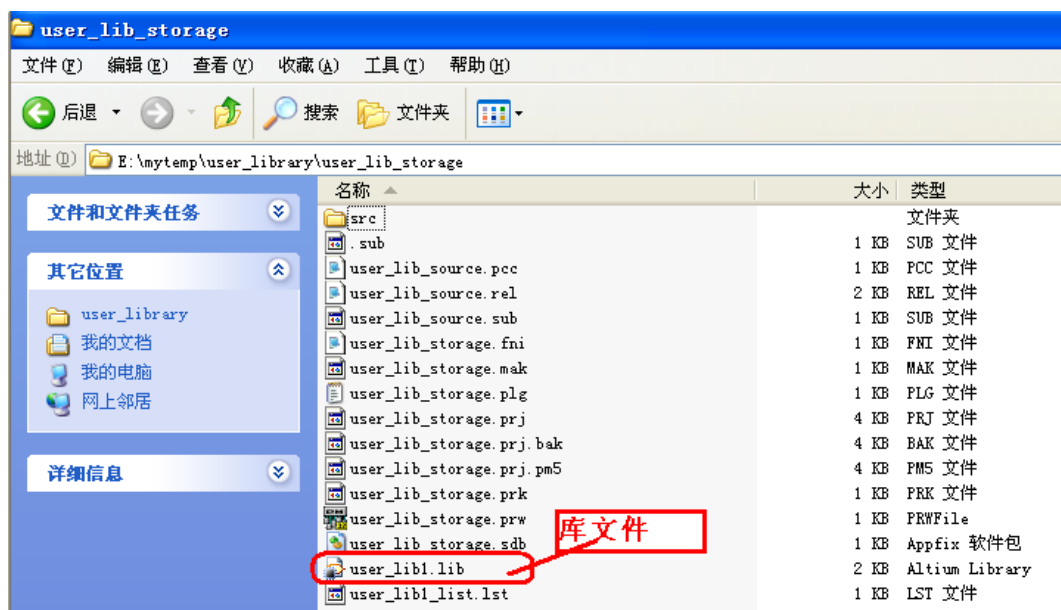 user_lib_storage
文件(F) 编辑(E) 查看(V) 收藏(A) 工具(T) 帮助(H)
后退 搜索 文件夹
地址(D) E:\mytemp\user_library\user_lib_storage
文件和文件夹任务
其它位置
user_library
我的文档
我的电脑
网上邻居
详细信息
名称 大小 类型
src 文件夹
.sub 1 KB SUB 文件
user_lib_source.pcc 1 KB PCC 文件
user_lib_source.rel 2 KB REL 文件
user_lib_source.sub 1 KB SUB 文件
user_lib_storage.fni 1 KB FNI 文件
user_lib_storage.mak 1 KB MAK 文件
user_lib_storage.plg 1 KB PLG 文件
user_lib_storage.prj 4 KB PRJ 文件
user_lib_storage.prj.bak 4 KB BAK 文件
user_lib_storage.prj.pm5 4 KB PM5 文件
user_lib_storage.prk 1 KB PRK 文件
user_lib_storage.prw 1 KB PRWFile
user_lib_storage.sdb 1 KB Appfix 软件包
user_lib1.lib 2 KB Altium Library
user_lib1_list.lst 1 KB LST 文件
库文件